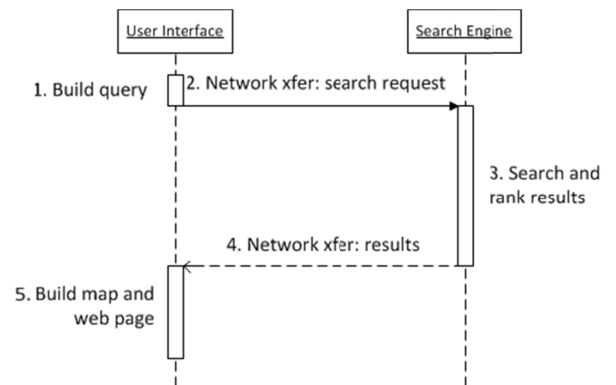 User Interface
Search Engine
1. Build query
2. Network xfer: search request
3. Search and
rank results
4. Network xfer: results
5. Build map and
web page